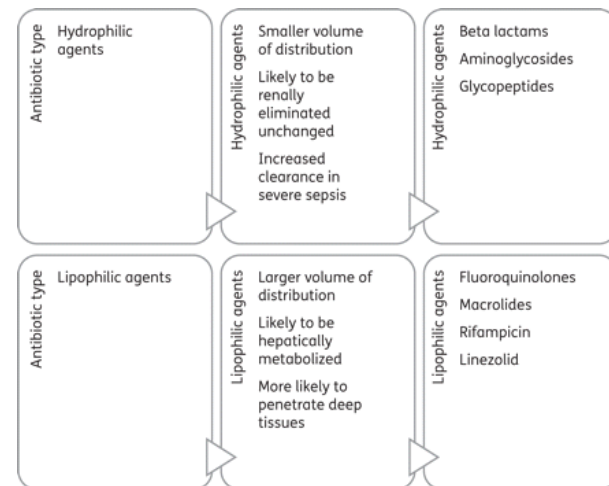 Antibiotic type
Hydrophilic
agents
Hydrophilic agents
Smaller volume
of distribution
Likely to be
renally
eliminated
unchanged
Increased
clearance in
severe sepsis
Hydrophilic agents
Beta lactams
Aminoglycosides
Glycopeptides
Antibiotic type
Lipophilic agents
Lipophilic agents
Larger volume of
distribution
Likely to be
hepatically
metabolized
More likely to
penetrate deep
tissues
Lipophilic agents
Fluoroquinolones
Macrolides
Rifampicin
Linezolid